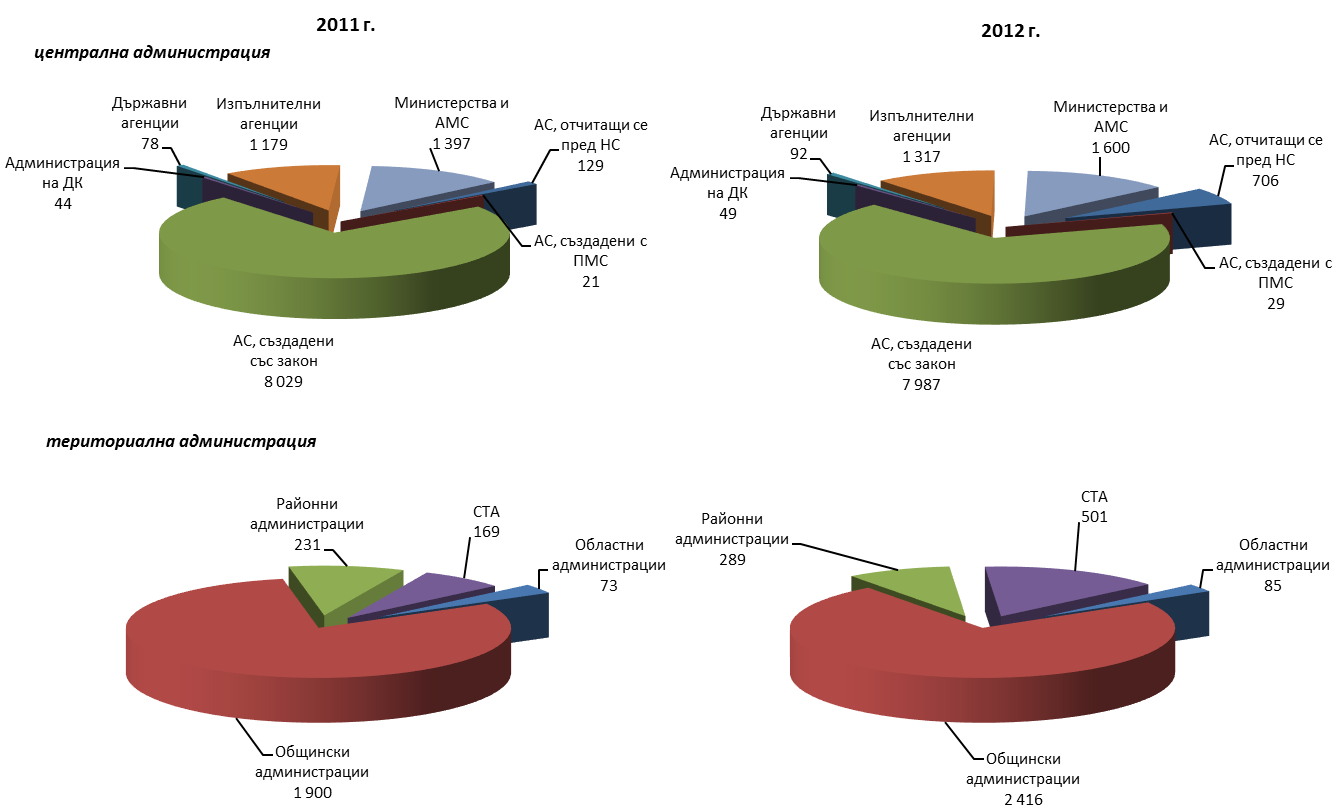 2011 г.
централна администрация
Държавни
агенции
78
Изпълнителни
агенции
1 179
Министерства и
АМС
1 397
АС, отчитащи се
пред НС
129
Администрация
на ДК
44
АС, създадени с
ПМС
21
АС, създадени
със закон
8 029
2012 г.
Държавни
агенции
92
Изпълнителни
агенции
1 317
Министерства и
АМС
1 600
АС, отчитащи се
пред НС
706
Администрация
на ДК
49
АС, създадени с
ПМС
29
АС, създадени
със закон
7 987
териториална администрация
Районни
администрации
231
СТА
169
Областни
администрации
73
Общински
администрации
1 900
Районни
администрации
289
СТА
501
Областни
администрации
85
Общински
администрации
2 416